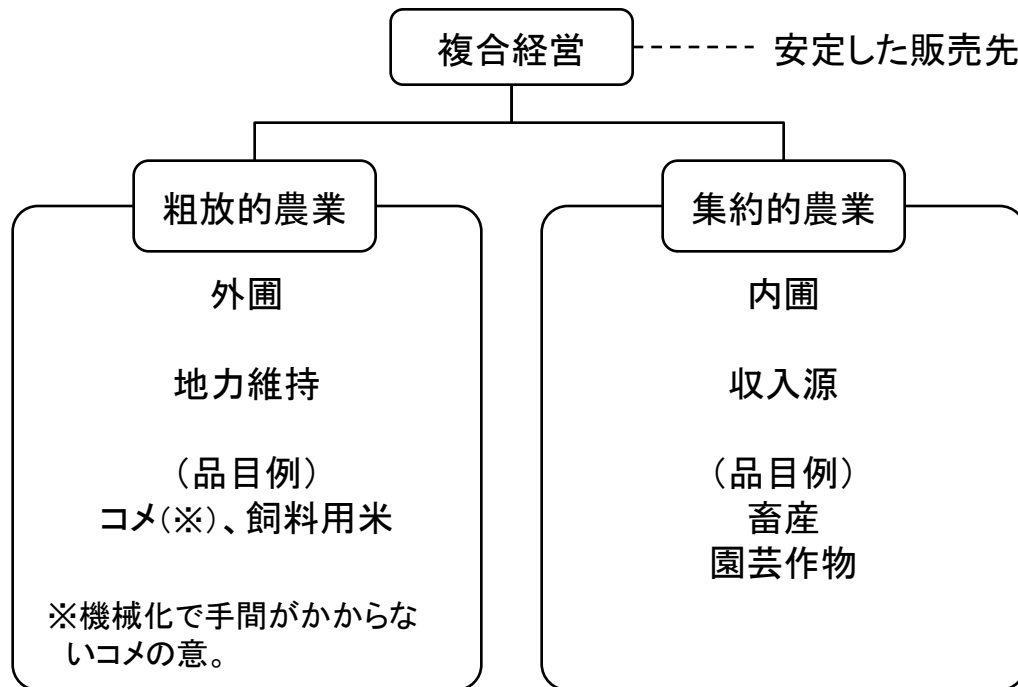 複合経営
安定した販売先
粗放的農業
外圃
地力維持
（品目例）
コメ（※）、飼料用米
※機械化で手間がかからな
いコメの意。
集約的農業
内圃
収入源
（品目例）
畜産
園芸作物